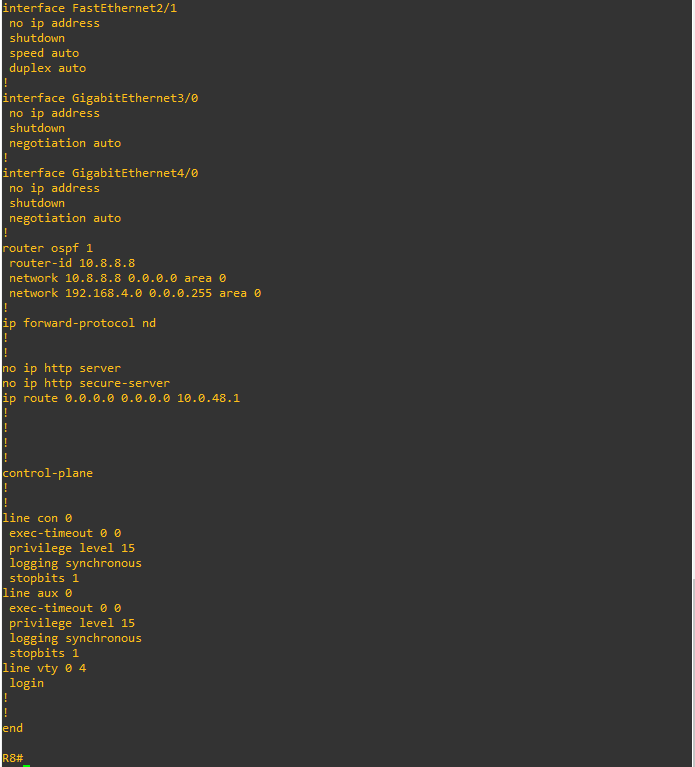 interface FastEthernet2/1
 no ip address
 shutdown
 speed auto
 duplex auto
!
interface GigabitEthernet3/0
 no ip address
 shutdown
 negotiation auto
!
interface GigabitEthernet4/0
 no ip address
 shutdown
 negotiation auto
!
router ospf 1
 router-id 10.8.8.8
 network 10.8.8.8 0.0.0.0 area 0
 network 192.168.4.0 0.0.0.255 area 0
!
ip forward-protocol nd
!
!
no ip http server
no ip http secure-server
ip route 0.0.0.0 0.0.0.0 10.0.48.1
!
!
!
!
control-plane
!
!
line con 0
 exec-timeout 0 0
 privilege level 15
 logging synchronous
 stopbits 1
line aux 0
 exec-timeout 0 0
 privilege level 15
 logging synchronous
 stopbits 1
line vty 0 4
 login
!
!
end

R8#